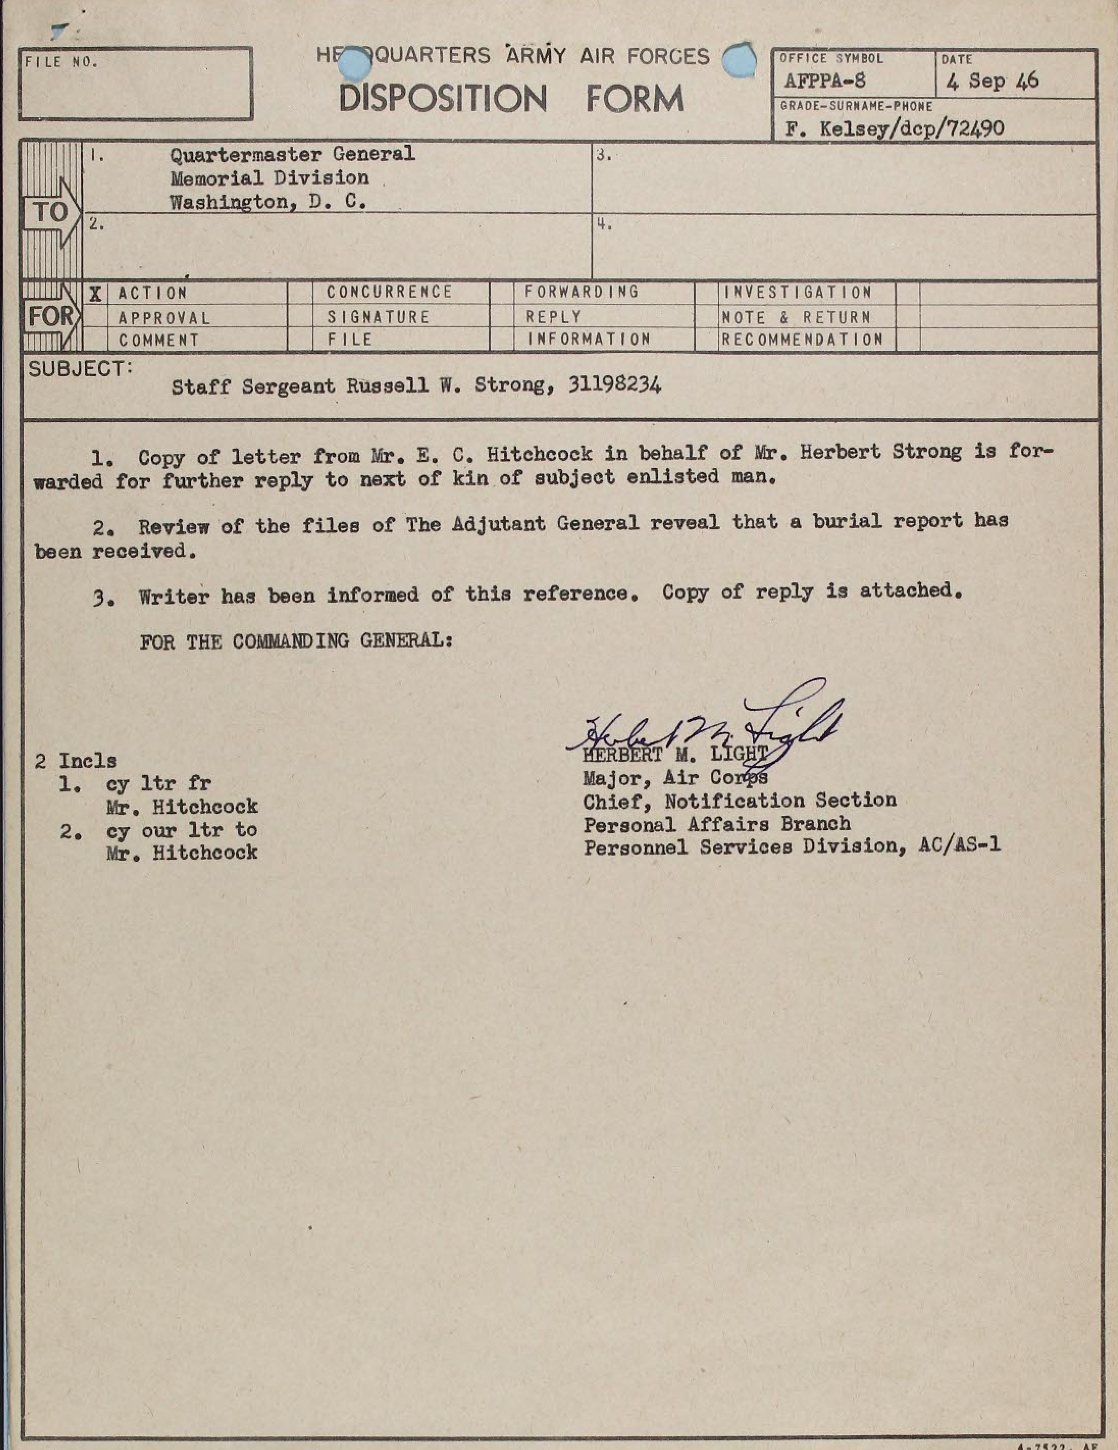 FILE NO.
HEADQUARTERS ARMY AIR FORCES
DISPOSITION FORM
OFFICE SYMBOL
AFPPA-8
DATE
4 Sep 46
GRADE-SURNAME-PHONE
F. Kelsey/dcp/72490
TO
1. Quartermaster General
Memorial Division
Washington, D. C.
2.
3.
4.
FOR
X ACTION CONCURRENCE FORWARDING INVESTIGATION
APPROVAL SIGNATURE REPLY NOTE & RETURN
COMMENT FILE INFORMATION RECOMMENDATION
SUBJECT:
Staff Sergeant Russell W. Strong, 31198234
1. Copy of letter from Mr. E. C. Hitchcock in behalf of Mr. Herbert Strong is for-
warded for further reply to next of kin of subject enlisted man.
2. Review of the files of The Adjutant General reveal that a burial report has
been received.
3. Writer has been informed of this reference. Copy of reply is attached.
FOR THE COMMANDING GENERAL:
Herbert M. Light
HERBERT M. LIGHT
Major, Air Corps
Chief, Notification Section
Personal Affairs Branch
Personnel Services Division, AC/AS-1
2 Incls
1. cy ltr fr
Mr. Hitchcock
2. cy our ltr to
Mr. Hitchcock